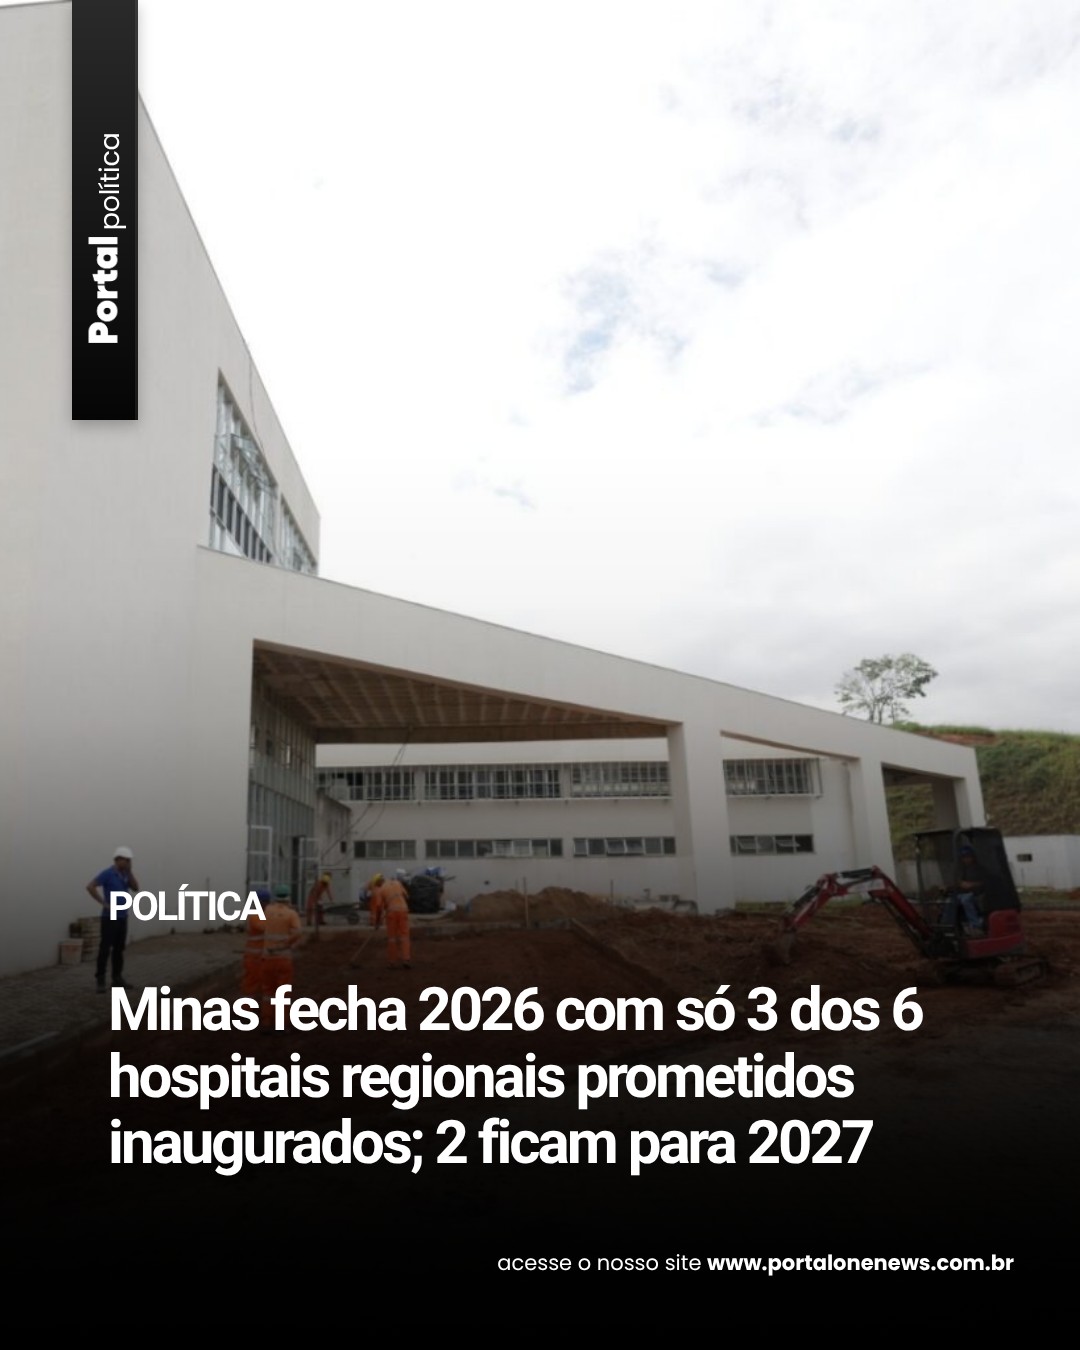 Portal política
POLÍTICA
Minas fecha 2026 com só 3 dos 6
hospitais regionais prometidos
inaugurados; 2 ficam para 2027
acesse o nosso site www.portalonenews.com.br